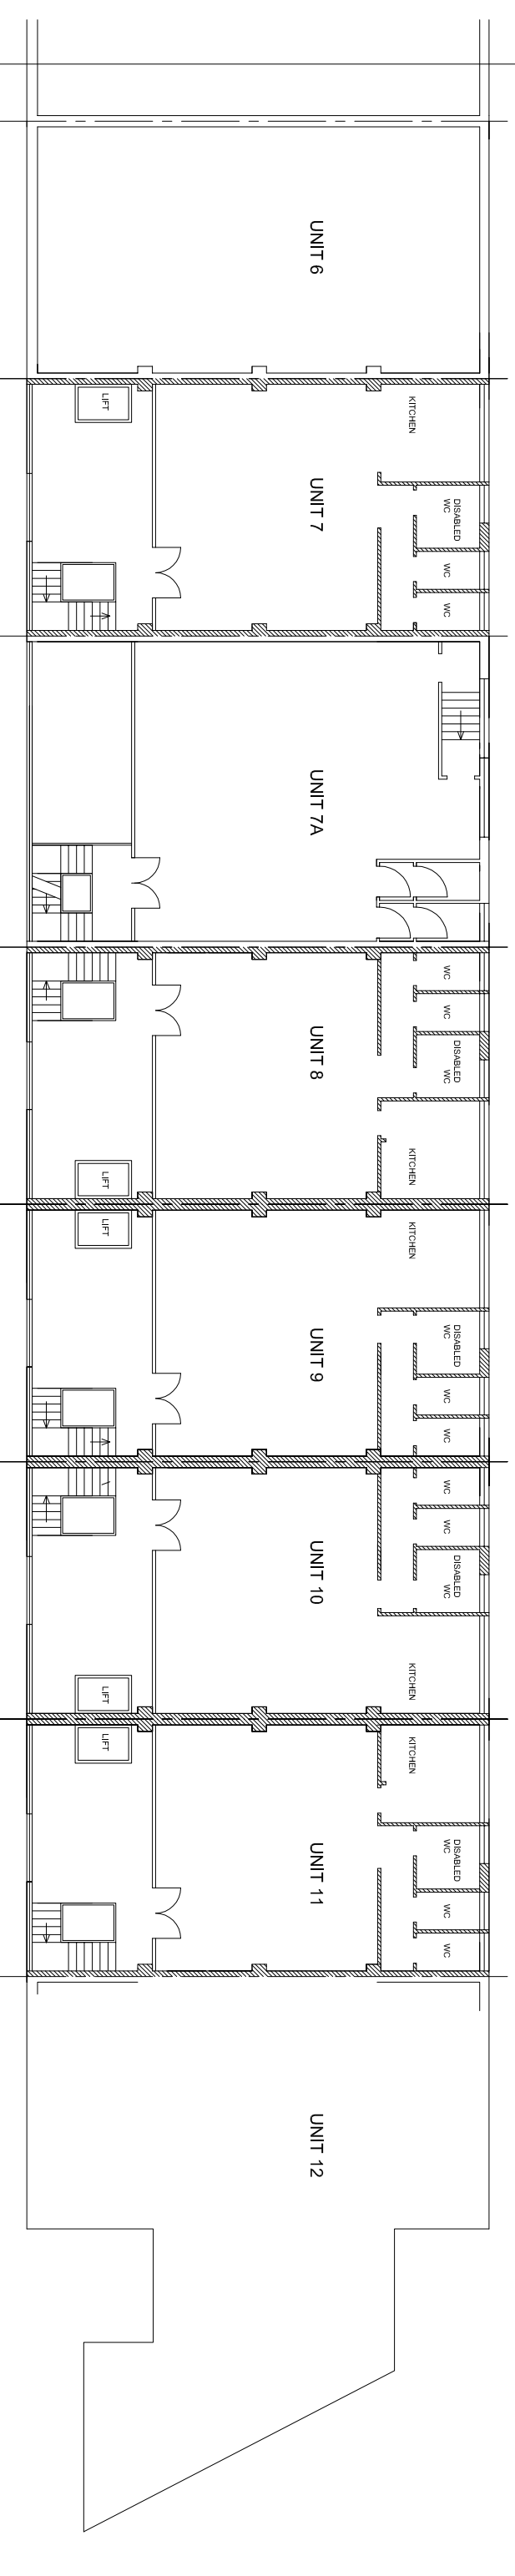 UNIT 6
LIFT
KITCHEN
UNIT 7
DISABLED
WC
WC
WC
UNIT 7A
WC
WC
UNIT 8
DISABLED
WC
KITCHEN
LIFT
LIFT
KITCHEN
UNIT 9
DISABLED
WC
WC
WC
WC
WC
UNIT 10
DISABLED
WC
KITCHEN
LIFT
LIFT
KITCHEN
UNIT 11
DISABLED
WC
WC
WC
UNIT 12